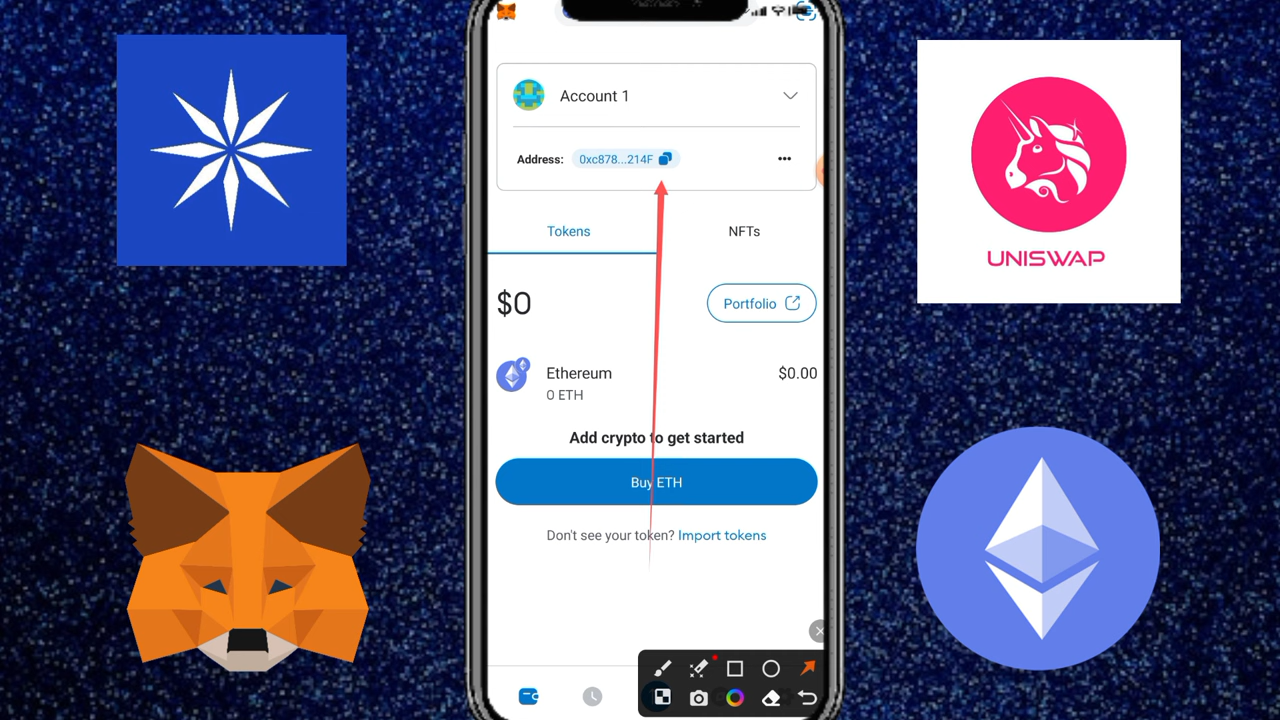 Account 1
Address: 0xc878...214F
Tokens
NFTs
$0
Portfolio
Ethereum
$0.00
0 ETH
Add crypto to get started
Buy ETH
Don't see your token? Import tokens
UNISWAP